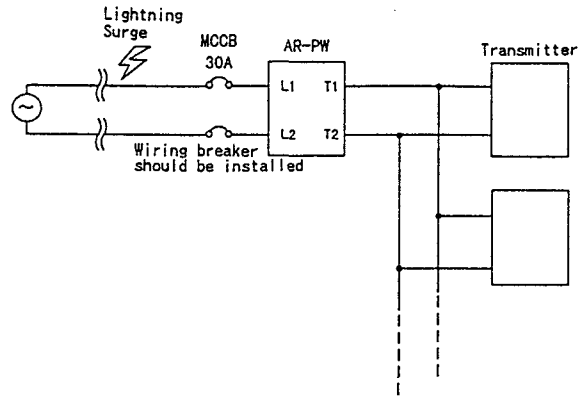 Lightning
Surge
MCCB
30A
AR-PW
Transmitter
L1
T1
L2
T2
Wiring breaker
should be installed